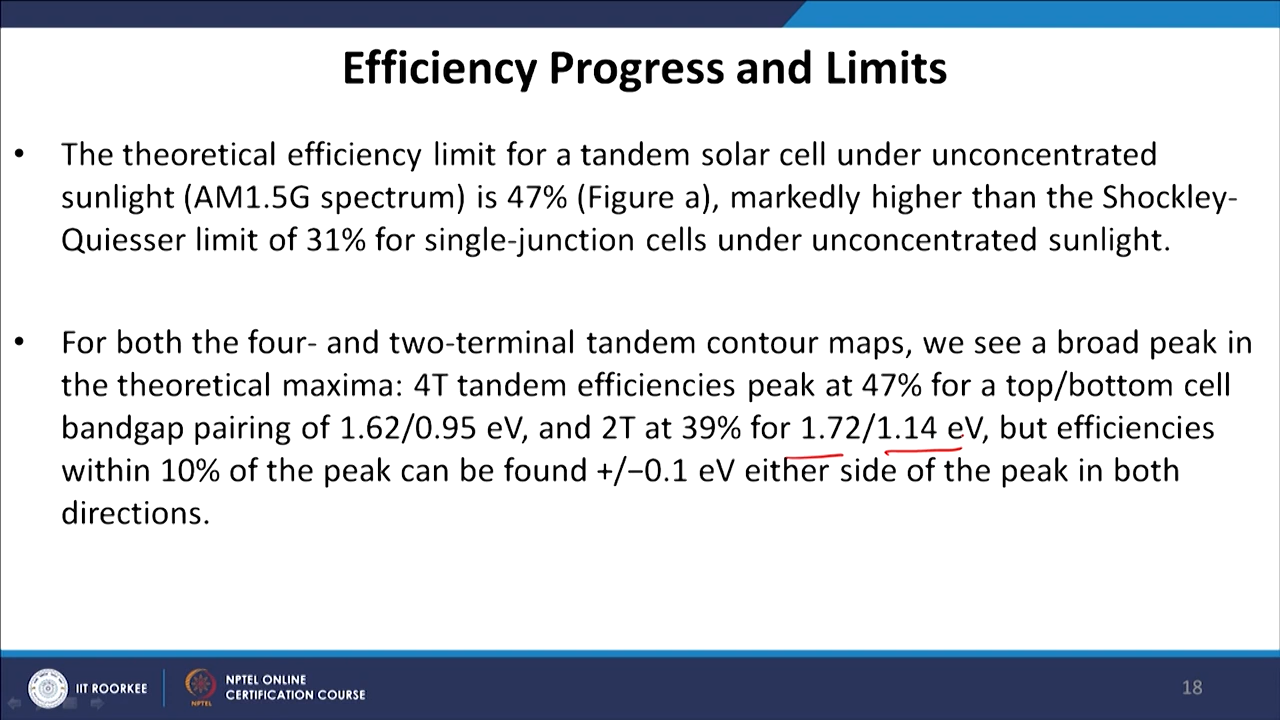 Efficiency Progress and Limits
• The theoretical efficiency limit for a tandem solar cell under unconcentrated
sunlight (AM1.5G spectrum) is 47% (Figure a), markedly higher than the Shockley-
Quiesser limit of 31% for single-junction cells under unconcentrated sunlight.
• For both the four- and two-terminal tandem contour maps, we see a broad peak in
the theoretical maxima: 4T tandem efficiencies peak at 47% for a top/bottom cell
bandgap pairing of 1.62/0.95 eV, and 2T at 39% for 1.72/1.14 eV, but efficiencies
within 10% of the peak can be found +/−0.1 eV either side of the peak in both
directions.
IIT ROORKEE
NPTEL ONLINE
CERTIFICATION COURSE
NPTEL
18